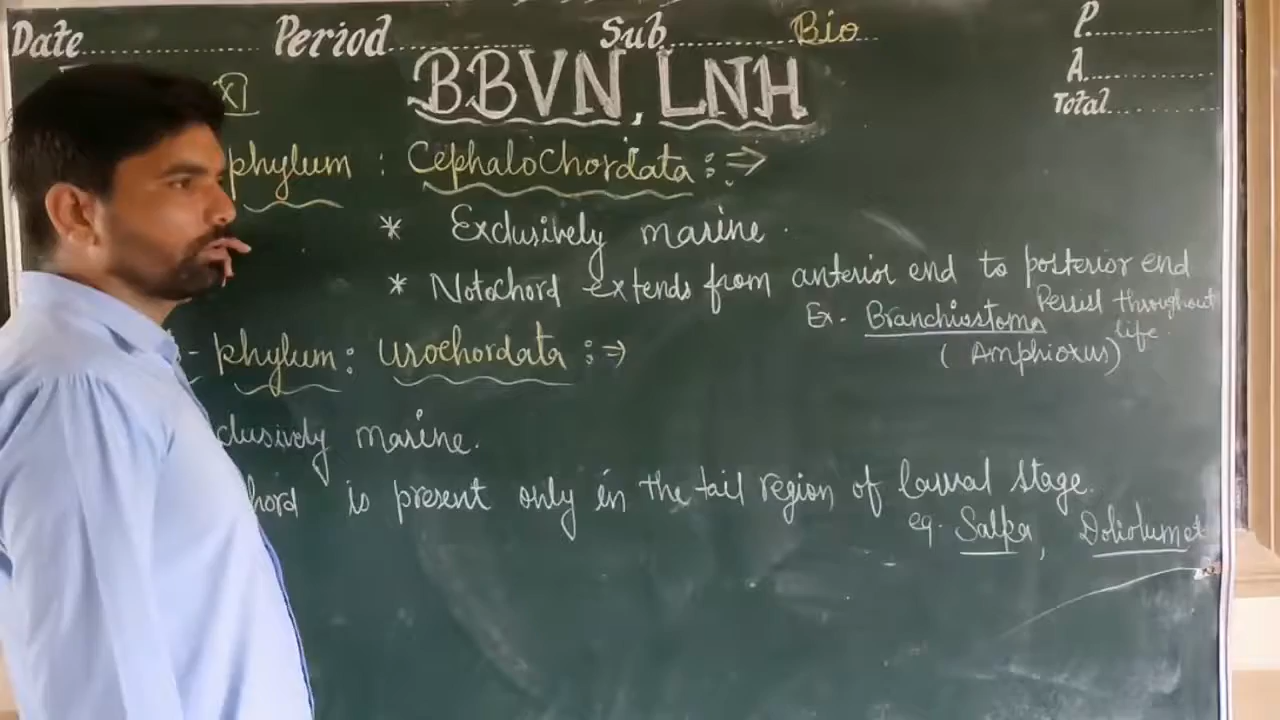 Date.............. Period.............. Sub........Bio.. P.............
A.............
Total.............
XI
BBVN, LNH
phylum : Cephalochordata :⇒
* Exclusively marine.
* Notochord extends from anterior end to posterior end
Persist throughout life.
Ex. Branchiostoma
(Amphioxus)
- phylum: Urochordata :⇒
clusively marine.
hord is present only in the tail region of larval stage.
eg. Salpa, Doliolum et